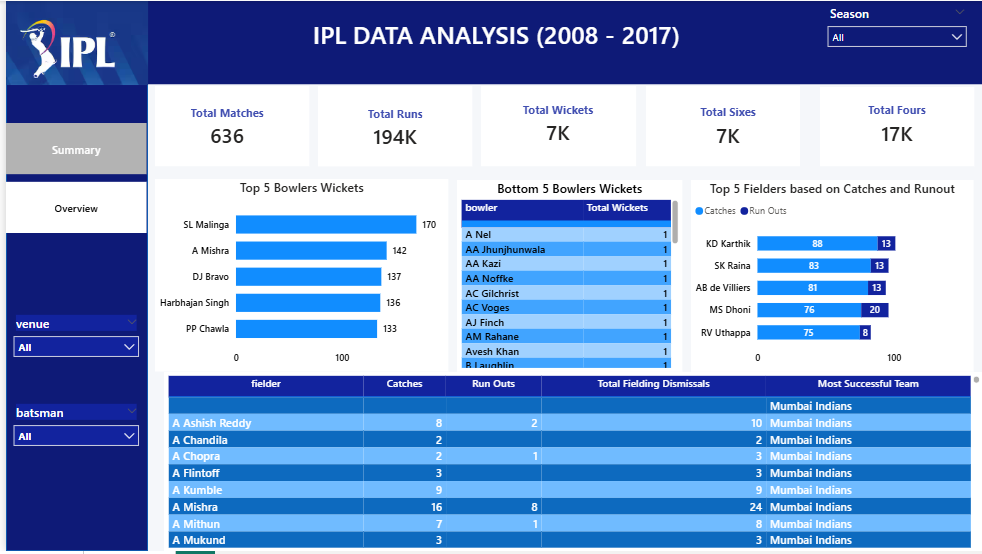 IPL
IPL DATA ANALYSIS (2008 - 2017)
Season
All
Summary
Overview
venue
All
batsman
All
Total Matches
636
Total Runs
194K
Total Wickets
7K
Total Sixes
7K
Total Fours
17K
Top 5 Bowlers Wickets
SL Malinga 170
A Mishra 142
DJ Bravo 137
Harbhajan Singh 136
PP Chawla 133
0 100
Bottom 5 Bowlers Wickets
bowler Total Wickets
A Nel 1
AA Jhunjhunwala 1
AA Kazi 1
AA Noffke 1
AC Gilchrist 1
AC Voges 1
AJ Finch 1
AM Rahane 1
Avesh Khan 1
B Laughlin 1
Top 5 Fielders based on Catches and Runout
Catches Run Outs
KD Karthik 88 13
SK Raina 83 13
AB de Villiers 81 13
MS Dhoni 76 20
RV Uthappa 75 8
0 100
fielder Catches Run Outs Total Fielding Dismissals Most Successful Team
Mumbai Indians
A Ashish Reddy 8 2 10 Mumbai Indians
A Chandila 2 2 Mumbai Indians
A Chopra 2 1 3 Mumbai Indians
A Flintoff 3 3 Mumbai Indians
A Kumble 9 9 Mumbai Indians
A Mishra 16 8 24 Mumbai Indians
A Mithun 7 1 8 Mumbai Indians
A Mukund 3 3 Mumbai Indians